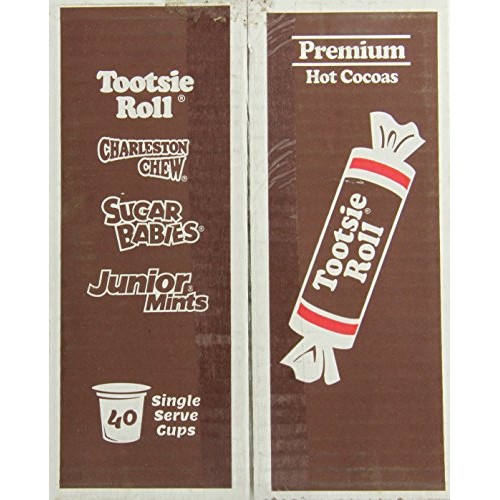 Tootsie
Roll®
CHARLESTON
CHEW®
SUGAR
BABIES®
Junior®
Mints
40
Single
Serve
Cups
Premium
Hot Cocoas
Tootsie
Roll®